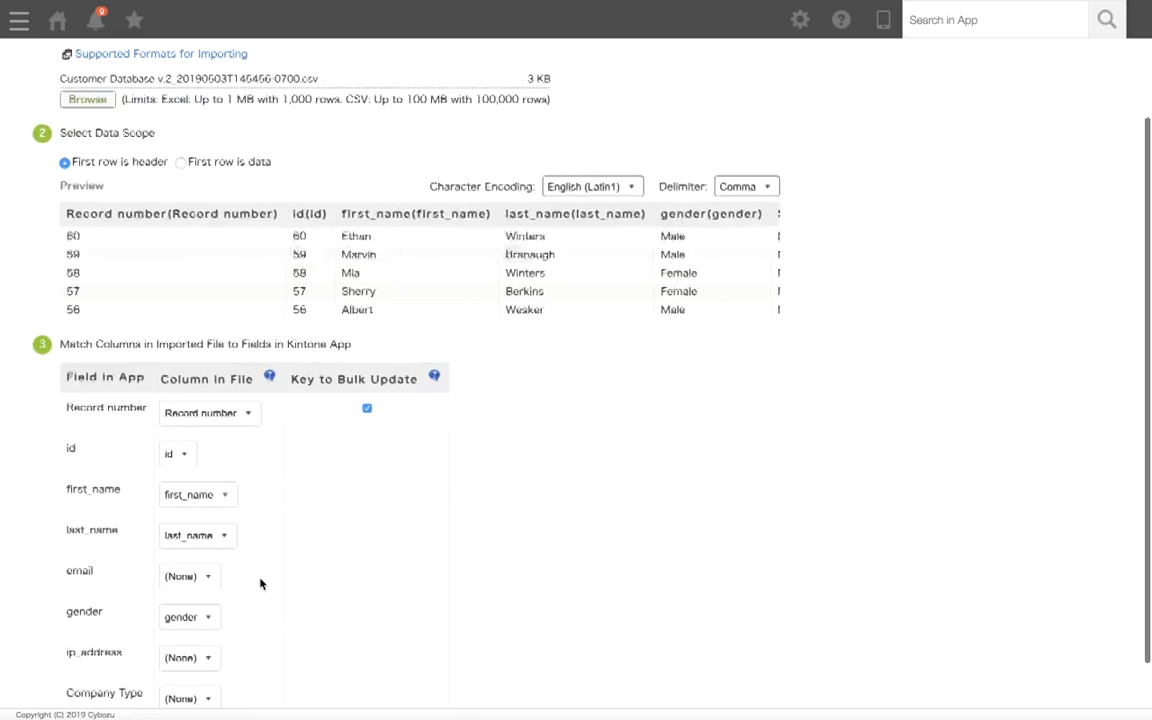 9
Search in App
Supported Formats for Importing
Customer Database v.2_20190603T145456-0700.csv 3 KB
Browse (Limits: Excel: Up to 1 MB with 1,000 rows. CSV: Up to 100 MB with 100,000 rows)
2 Select Data Scope
First row is header First row is data
Preview Character Encoding: English (Latin1) Delimiter: Comma
Record number(Record number) id(id) first_name(first_name) last_name(last_name) gender(gender)
60 60 Ethan Winters Male
59 59 Marvin Branaugh Male
58 58 Mia Winters Female
57 57 Sherry Berkins Female
56 56 Albert Wesker Male
3 Match Columns in Imported File to Fields in Kintone App
Field in App Column in File ? Key to Bulk Update ?
Record number Record number
id id
first_name first_name
last_name last_name
email (None)
gender gender
ip_address (None)
Company Type (None)
Copyright (C) 2019 Cybozu